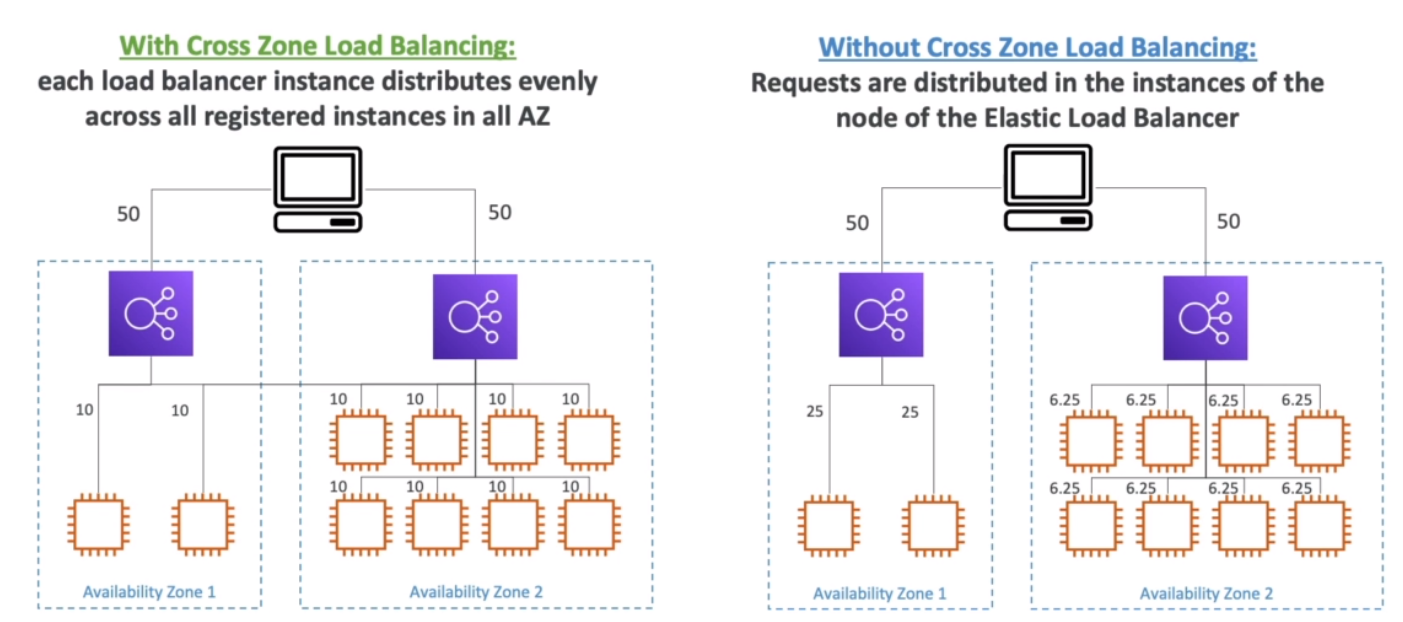 With Cross Zone Load Balancing:
each load balancer instance distributes evenly
across all registered instances in all AZ
50
50
10
10
10
10
10
10
10
10
10
10
Availability Zone 1
Availability Zone 2
Without Cross Zone Load Balancing:
Requests are distributed in the instances of the
node of the Elastic Load Balancer
50
50
25
25
6.25
6.25
6.25
6.25
6.25
6.25
6.25
6.25
Availability Zone 1
Availability Zone 2